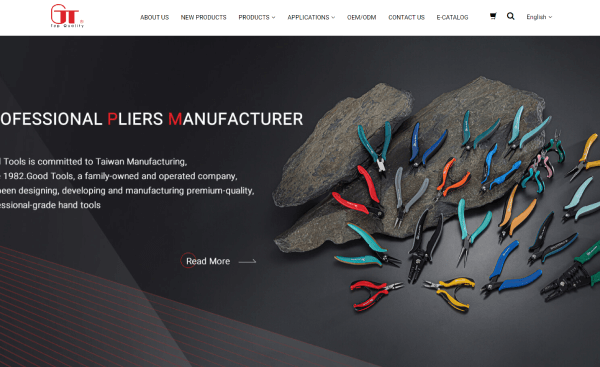 Top Quality
ABOUT US NEW PRODUCTS PRODUCTS APPLICATIONS OEM/ODM CONTACT US E-CATALOG English
OFESSIONAL PLIERS MANUFACTURER
Tools is committed to Taiwan Manufacturing,
1982.Good Tools, a family-owned and operated company,
been designing, developing and manufacturing premium-quality,
essional-grade hand tools
Read More